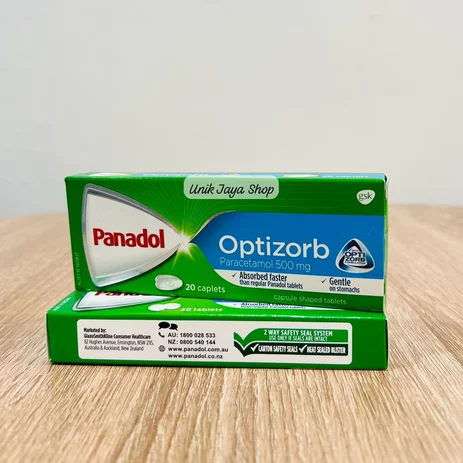 Unik Jaya Shop
gsk
Panadol
Optizorb
Paracetamol 500 mg
OPTI
ZORB
20 caplets
✓ Absorbed faster
than regular Panadol tablets
✓ Gentle
on stomachs
capsule shaped tablets
20 tablets
Marketed by:
GlaxoSmithKline Consumer Healthcare
82 Hughes Avenue, Ermington, NSW 2115,
Australia & Auckland, New Zealand
AU: 1800 028 533
NZ: 0800 540 144
www.panadol.com.au
www.panadol.co.nz
2 WAY SAFETY SEAL SYSTEM
USE ONLY IF SEALS ARE INTACT
✓ CARTON SAFETY SEALS ✓ HEAT SEALED BLISTER